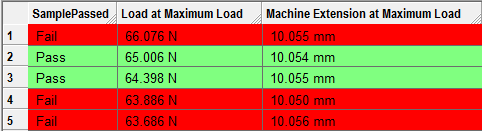 SamplePassed Load at Maximum Load Machine Extension at Maximum Load
1 Fail 66.076 N 10.055 mm
2 Pass 65.006 N 10.054 mm
3 Pass 64.398 N 10.055 mm
4 Fail 63.886 N 10.050 mm
5 Fail 63.686 N 10.056 mm